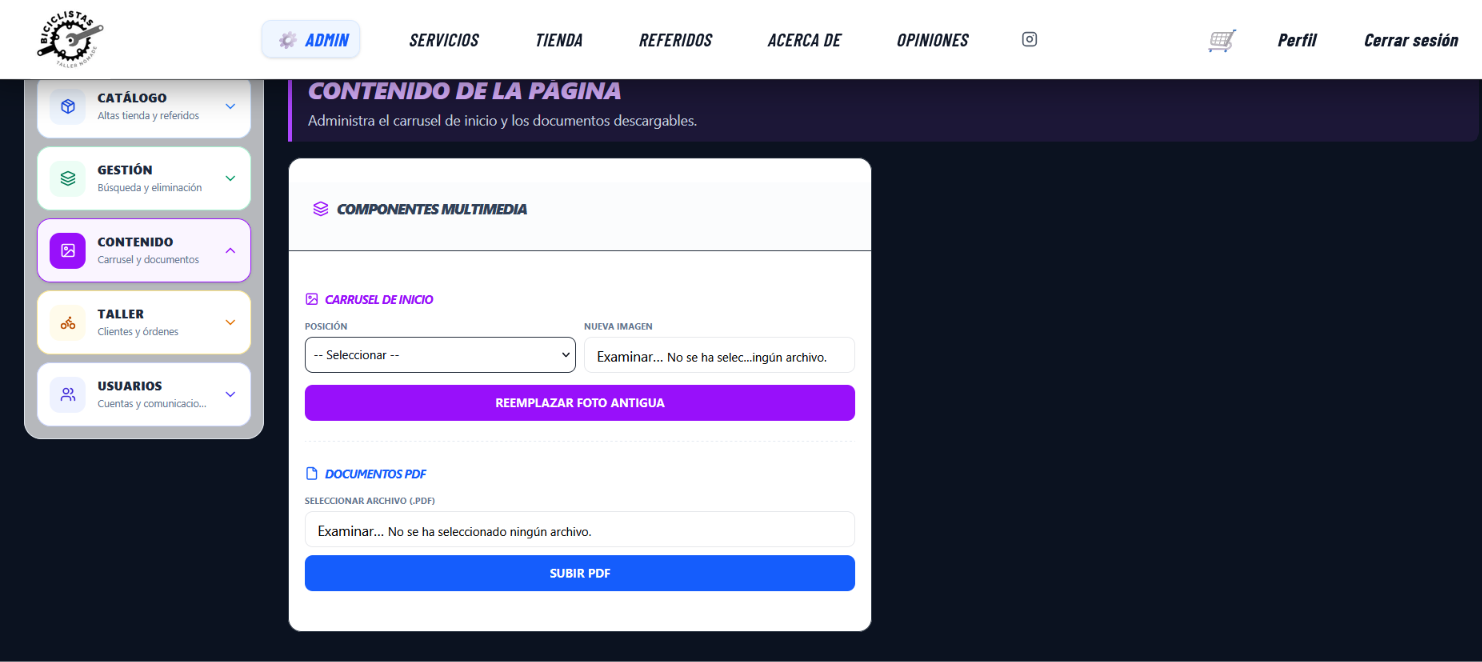 BICICLISTAS
TALLER NOMADE
ADMIN
SERVICIOS
TIENDA
REFERIDOS
ACERCA DE
OPINIONES
Perfil
Cerrar sesión
CATÁLOGO
Altas tienda y referidos
GESTIÓN
Búsqueda y eliminación
CONTENIDO
Carrusel y documentos
TALLER
Clientes y órdenes
USUARIOS
Cuentas y comunicacio...
CONTENIDO DE LA PÁGINA
Administra el carrusel de inicio y los documentos descargables.
COMPONENTES MULTIMEDIA
CARRUSEL DE INICIO
POSICIÓN
-- Seleccionar --
NUEVA IMAGEN
Examinar... No se ha selec...ingún archivo.
REEMPLAZAR FOTO ANTIGUA
DOCUMENTOS PDF
SELECCIONAR ARCHIVO (.PDF)
Examinar... No se ha seleccionado ningún archivo.
SUBIR PDF